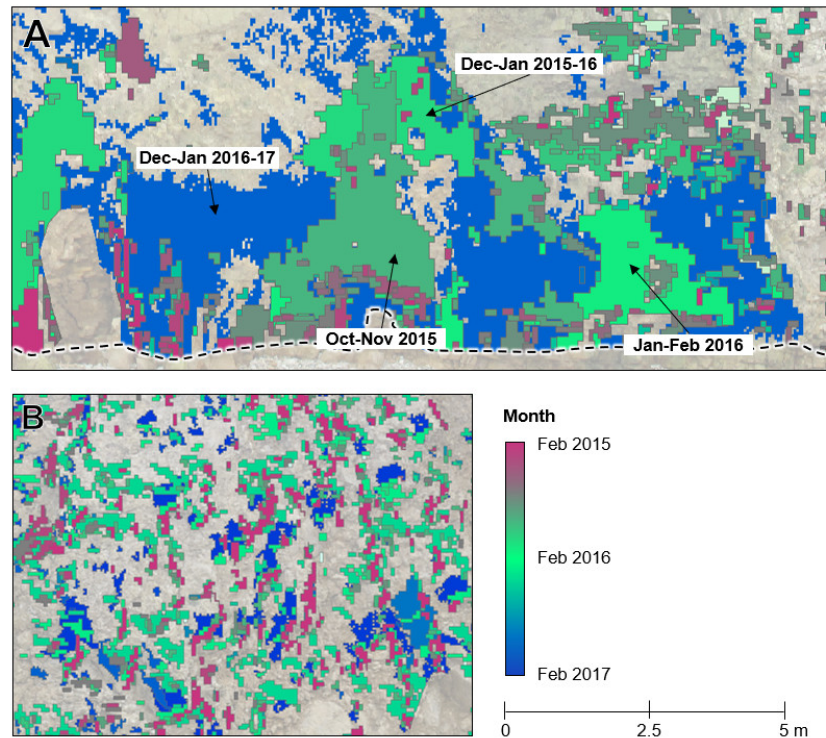 A
Dec-Jan 2015-16
Dec-Jan 2016-17
Oct-Nov 2015
Jan-Feb 2016
B
Month
Feb 2015
Feb 2016
Feb 2017
0 2.5 5 m